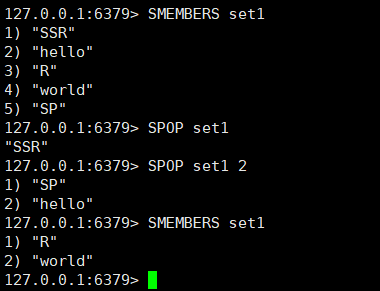 127.0.0.1:6379> SMEMBERS set1
1) "SSR"
2) "hello"
3) "R"
4) "world"
5) "SP"
127.0.0.1:6379> SPOP set1
"SSR"
127.0.0.1:6379> SPOP set1 2
1) "SP"
2) "hello"
127.0.0.1:6379> SMEMBERS set1
1) "R"
2) "world"
127.0.0.1:6379>